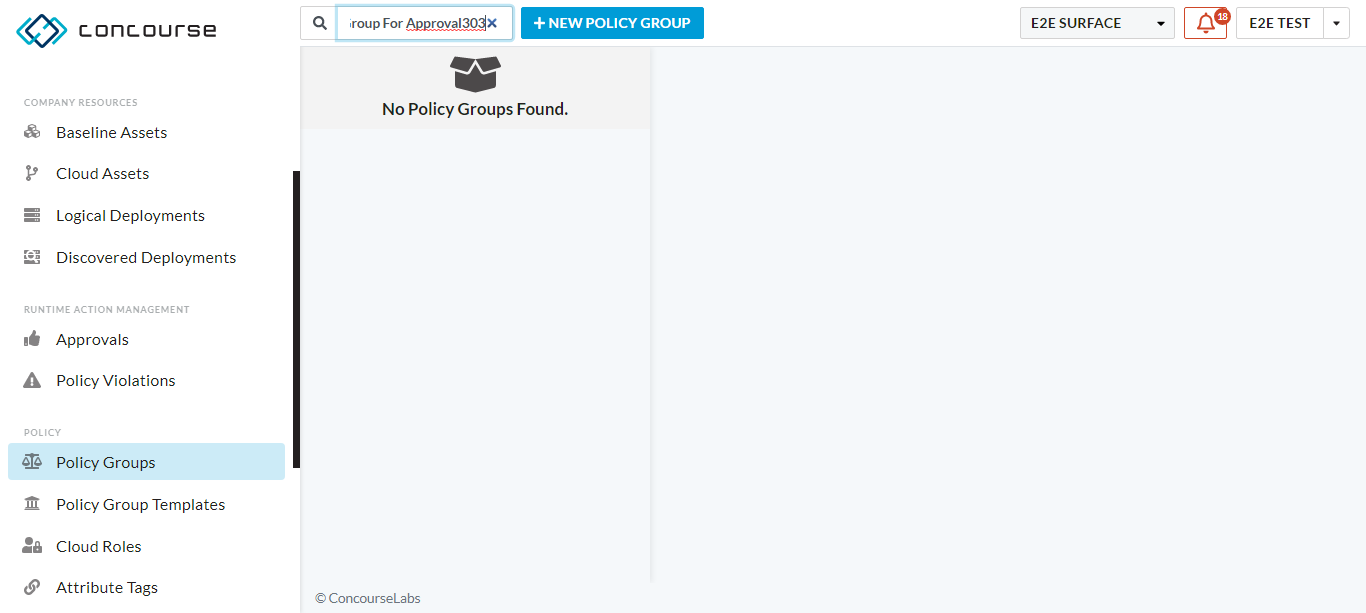 concourse
roup For Approval303
NEW POLICY GROUP
E2E SURFACE
18
E2E TEST
No Policy Groups Found.
COMPANY RESOURCES
Baseline Assets
Cloud Assets
Logical Deployments
Discovered Deployments
RUNTIME ACTION MANAGEMENT
Approvals
Policy Violations
POLICY
Policy Groups
Policy Group Templates
Cloud Roles
Attribute Tags
© ConcourseLabs